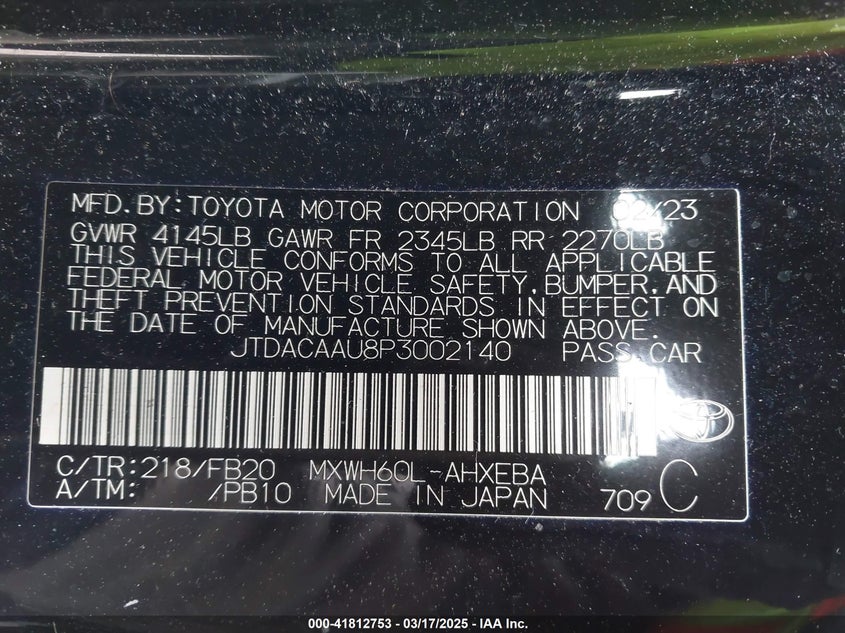 MFD.BY:TOYOTA MOTOR CORPORATION 02/23
GVWR 4145LB GAWR FR 2345LB RR 2270LB
THIS VEHICLE CONFORMS TO ALL APPLICABLE
FEDERAL MOTOR VEHICLE SAFETY,BUMPER,AND
THEFT PREVENTION STANDARDS IN EFFECT ON
THE DATE OF MANUFACTURE SHOWN ABOVE.
JTDACAAU8P3002140 PASS.CAR
C/TR:218/FB20 MXWH60L-AHXEBA
A/TM: /PB10 MADE IN JAPAN 709 C
000-41812753 - 03/17/2025 - IAA Inc.